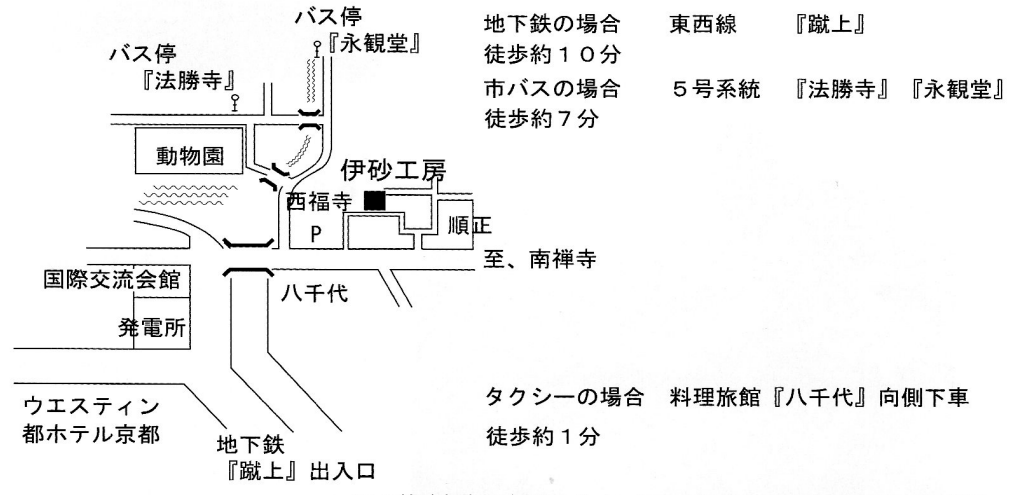 バス停
『永観堂』
バス停
『法勝寺』
地下鉄の場合　東西線　『蹴上』
徒歩約１０分
市バスの場合　５号系統　『法勝寺』『永観堂』
徒歩約７分
動物園
伊砂工房
西福寺
P
順正
至、南禅寺
国際交流会館
八千代
発電所
ウエスティン
都ホテル京都
地下鉄
『蹴上』出入口
タクシーの場合　料理旅館『八千代』向側下車
徒歩約１分